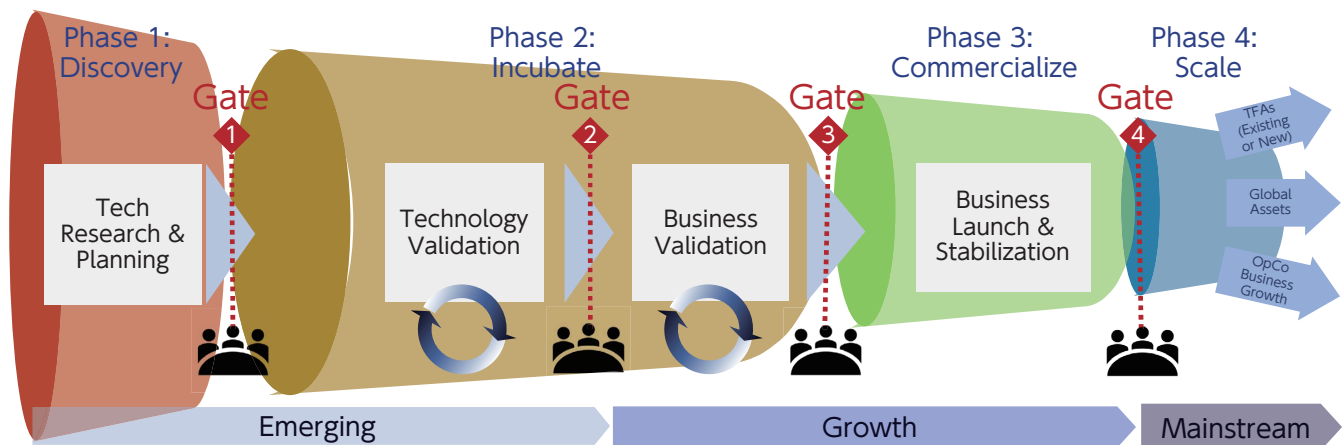 Phase 1:
Discovery
Phase 2:
Incubate
Phase 3:
Commercialize
Phase 4:
Scale
Gate
1
Gate
2
Gate
3
Gate
4
Tech
Research &
Planning
Technology
Validation
Business
Validation
Business
Launch &
Stabilization
TFAs
(Existing
or New)
Global
Assets
OpCo
Business
Growth
Emerging
Growth
Mainstream